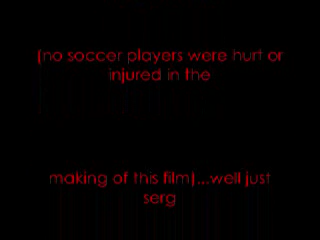 (no soccer players were hurt or
injured in the
making of this film)...well just
serg